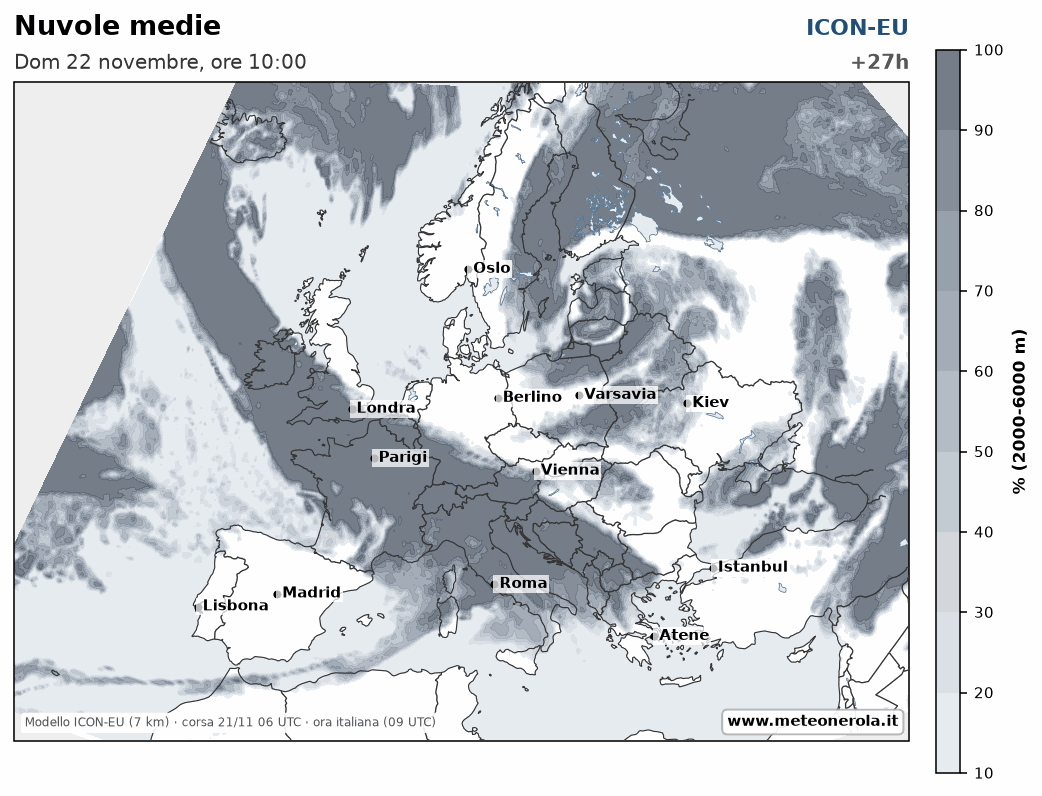 Nuvole medie
ICON-EU
Dom 22 novembre, ore 10:00
+27h
100
90
80
70
60
50
40
30
20
10
% (2000-6000 m)
Oslo
Londra
Berlino
Varsavia
Kiev
Parigi
Vienna
Istanbul
Roma
Madrid
Lisbona
Atene
Modello ICON-EU (7 km) · corsa 21/11 06 UTC · ora italiana (09 UTC)
www.meteonerola.it